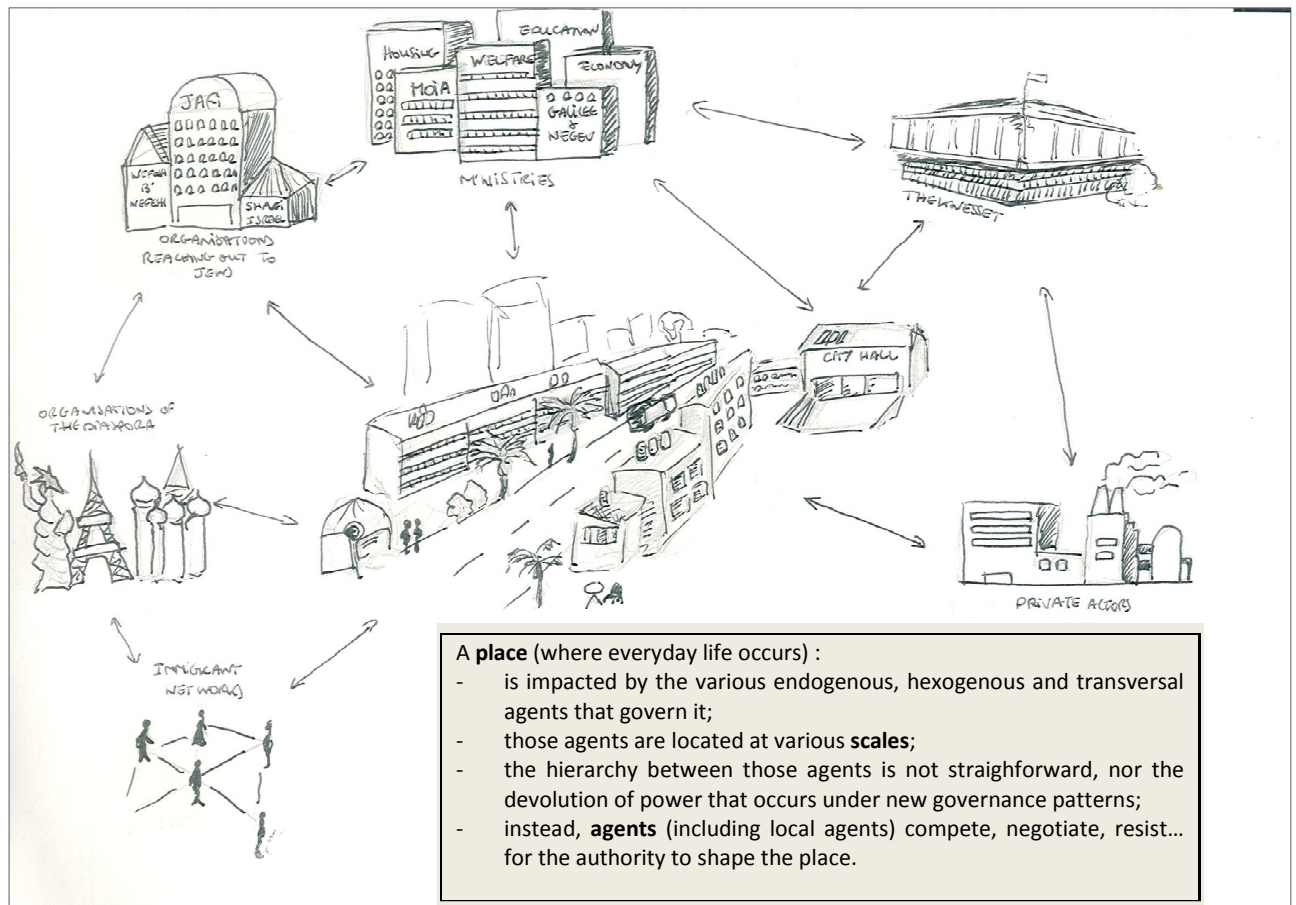 EDUCATION
HOUSING
WELFARE
ECONOMY
MOIA
GALILEE
&
NEGEV
MINISTRIES
JAFI
NEFESH
B'
NEFESH
SHAVEI
ISRAEL
ORGANISATIONS
REACHING OUT TO
JEWS
THE KNESSET
CITY HALL
ORGANISATIONS OF
THE DIASPORA
PRIVATE ACTORS
IMMIGRANT
NETWORKS
A place (where everyday life occurs) :
- is impacted by the various endogenous, hexogenous and transversal
agents that govern it;
- those agents are located at various scales;
- the hierarchy between those agents is not straighforward, nor the
devolution of power that occurs under new governance patterns;
- instead, agents (including local agents) compete, negotiate, resist…
for the authority to shape the place.